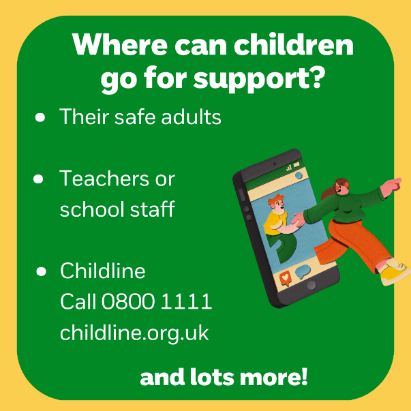 Where can children
go for support?
• Their safe adults
• Teachers or
school staff
• Childline
Call 0800 1111
childline.org.uk
and lots more!